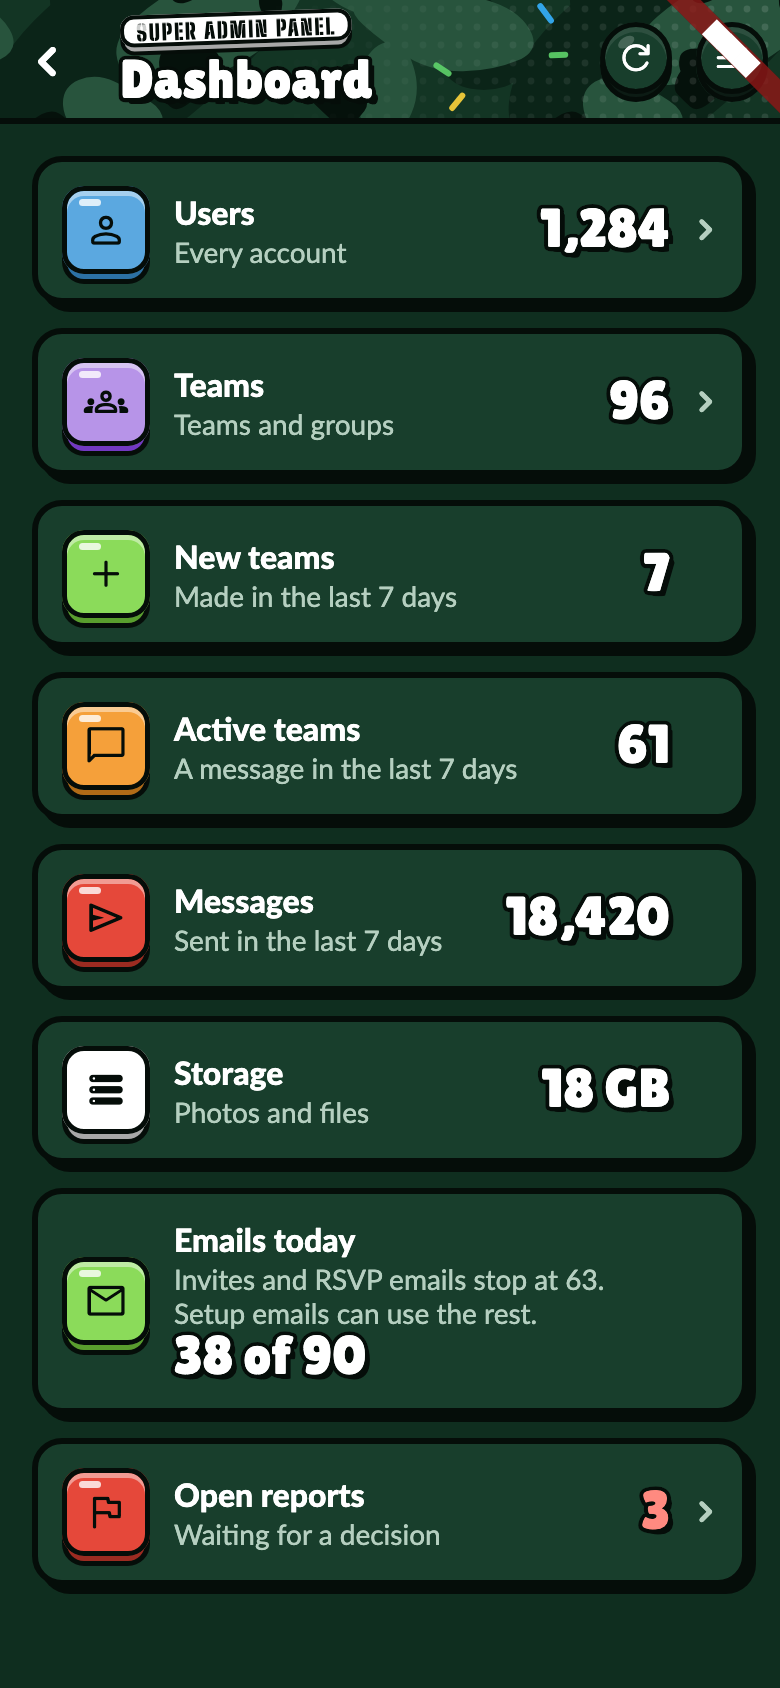 SUPER ADMIN PANEL
Dashboard
Users
Every account
1,284
Teams
Teams and groups
96
New teams
Made in the last 7 days
7
Active teams
A message in the last 7 days
61
Messages
Sent in the last 7 days
18,420
Storage
Photos and files
18 GB
Emails today
Invites and RSVP emails stop at 63.
Setup emails can use the rest.
38 of 90
Open reports
Waiting for a decision
3